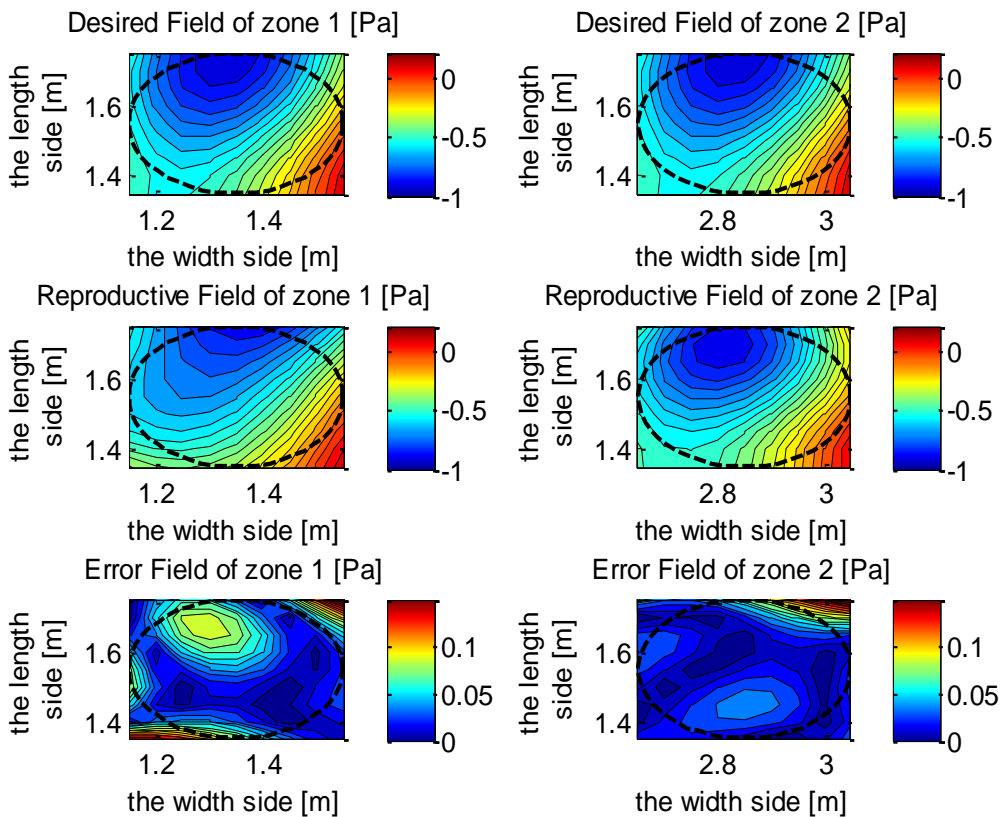 Desired Field of zone 1 [Pa]
the length
side [m]
1.6
1.4
1.2
1.4
the width side [m]
0
-0.5
-1
Desired Field of zone 2 [Pa]
the length
side [m]
1.6
1.4
2.8
3
the width side [m]
0
-0.5
-1
Reproductive Field of zone 1 [Pa]
the length
side [m]
1.6
1.4
1.2
1.4
the width side [m]
0
-0.5
-1
Reproductive Field of zone 2 [Pa]
the length
side [m]
1.6
1.4
2.8
3
the width side [m]
0
-0.5
-1
Error Field of zone 1 [Pa]
the length
side [m]
1.6
1.4
1.2
1.4
the width side [m]
0.1
0.05
0
Error Field of zone 2 [Pa]
the length
side [m]
1.6
1.4
2.8
3
the width side [m]
0.1
0.05
0